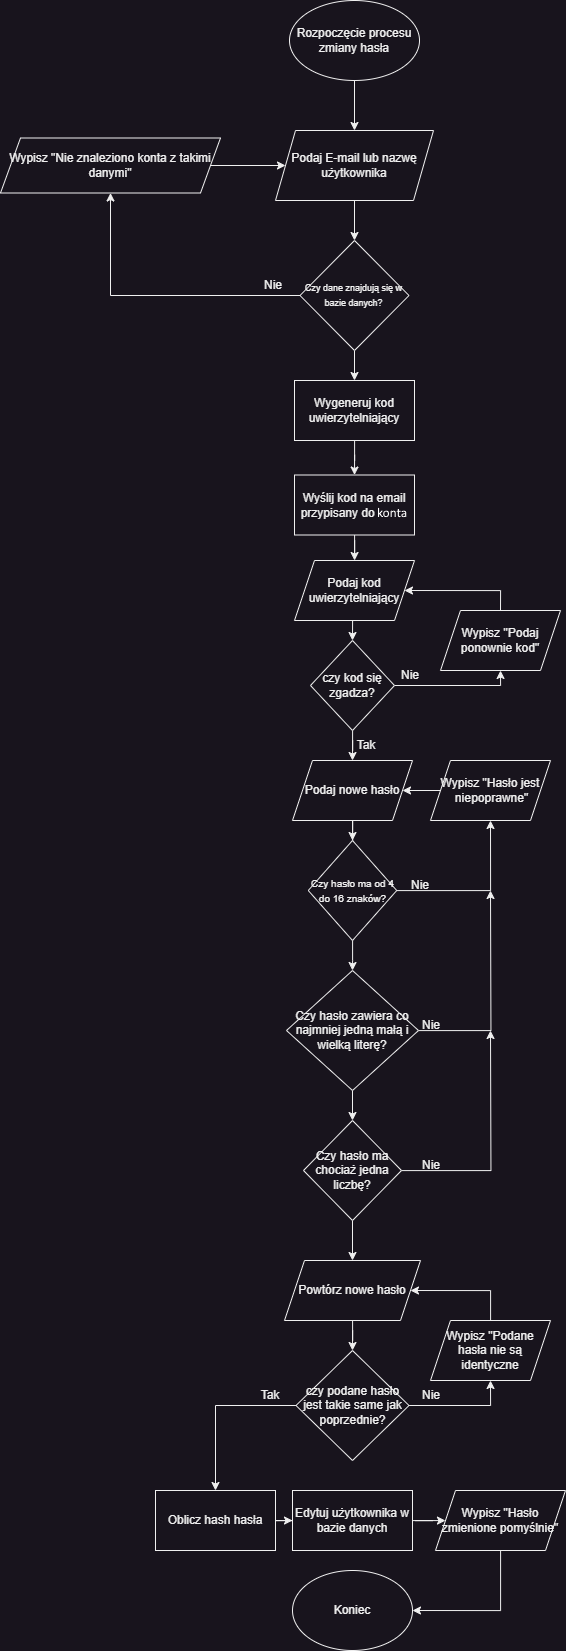 Rozpoczęcie procesu
zmiany hasła
Wypisz "Nie znaleziono konta z takimi
danymi"
Podaj E-mail lub nazwę
użytkownika
Nie
Czy dane znajdują się w
bazie danych?
Wygeneruj kod
uwierzytelniający
Wyślij kod na email
przypisany do konta
Podaj kod
uwierzytelniający
Wypisz "Podaj
ponownie kod"
czy kod się
zgadza?
Nie
Tak
Podaj nowe hasło
Wypisz "Hasło jest
niepoprawne"
Czy hasło ma od 4
do 16 znaków?
Nie
Czy hasło zawiera co
najmniej jedną małą i
wielką literę?
Nie
Czy hasło ma
chociaż jedna
liczbę?
Nie
Powtórz nowe hasło
Wypisz "Podane
hasła nie są
identyczne
Tak
czy podane hasło
jest takie same jak
poprzednie?
Nie
Oblicz hash hasła
Edytuj użytkownika w
bazie danych
Wypisz "Hasło
zmienione pomyślnie"
Koniec